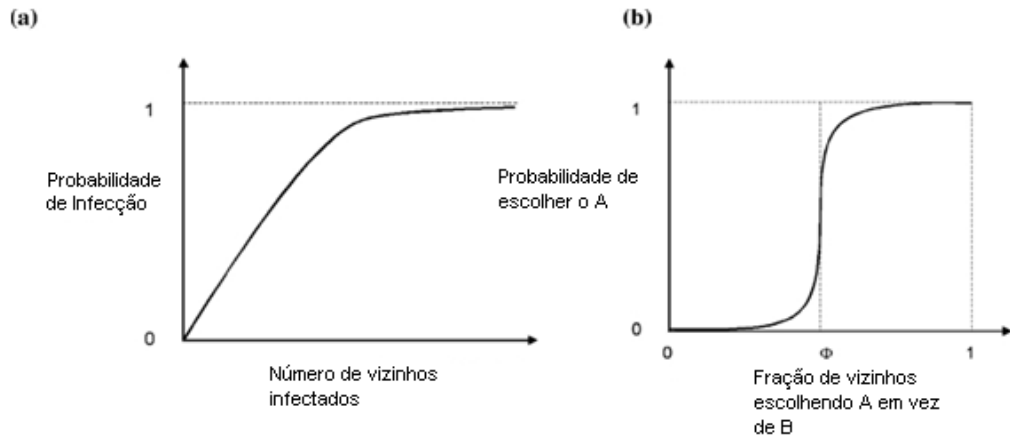 (a)
1
Probabilidade
de Infecção
0
Número de vizinhos
infectados
(b)
1
Probabilidade de
escolher o A
0
0
Φ
1
Fração de vizinhos
escolhendo A em vez
de B